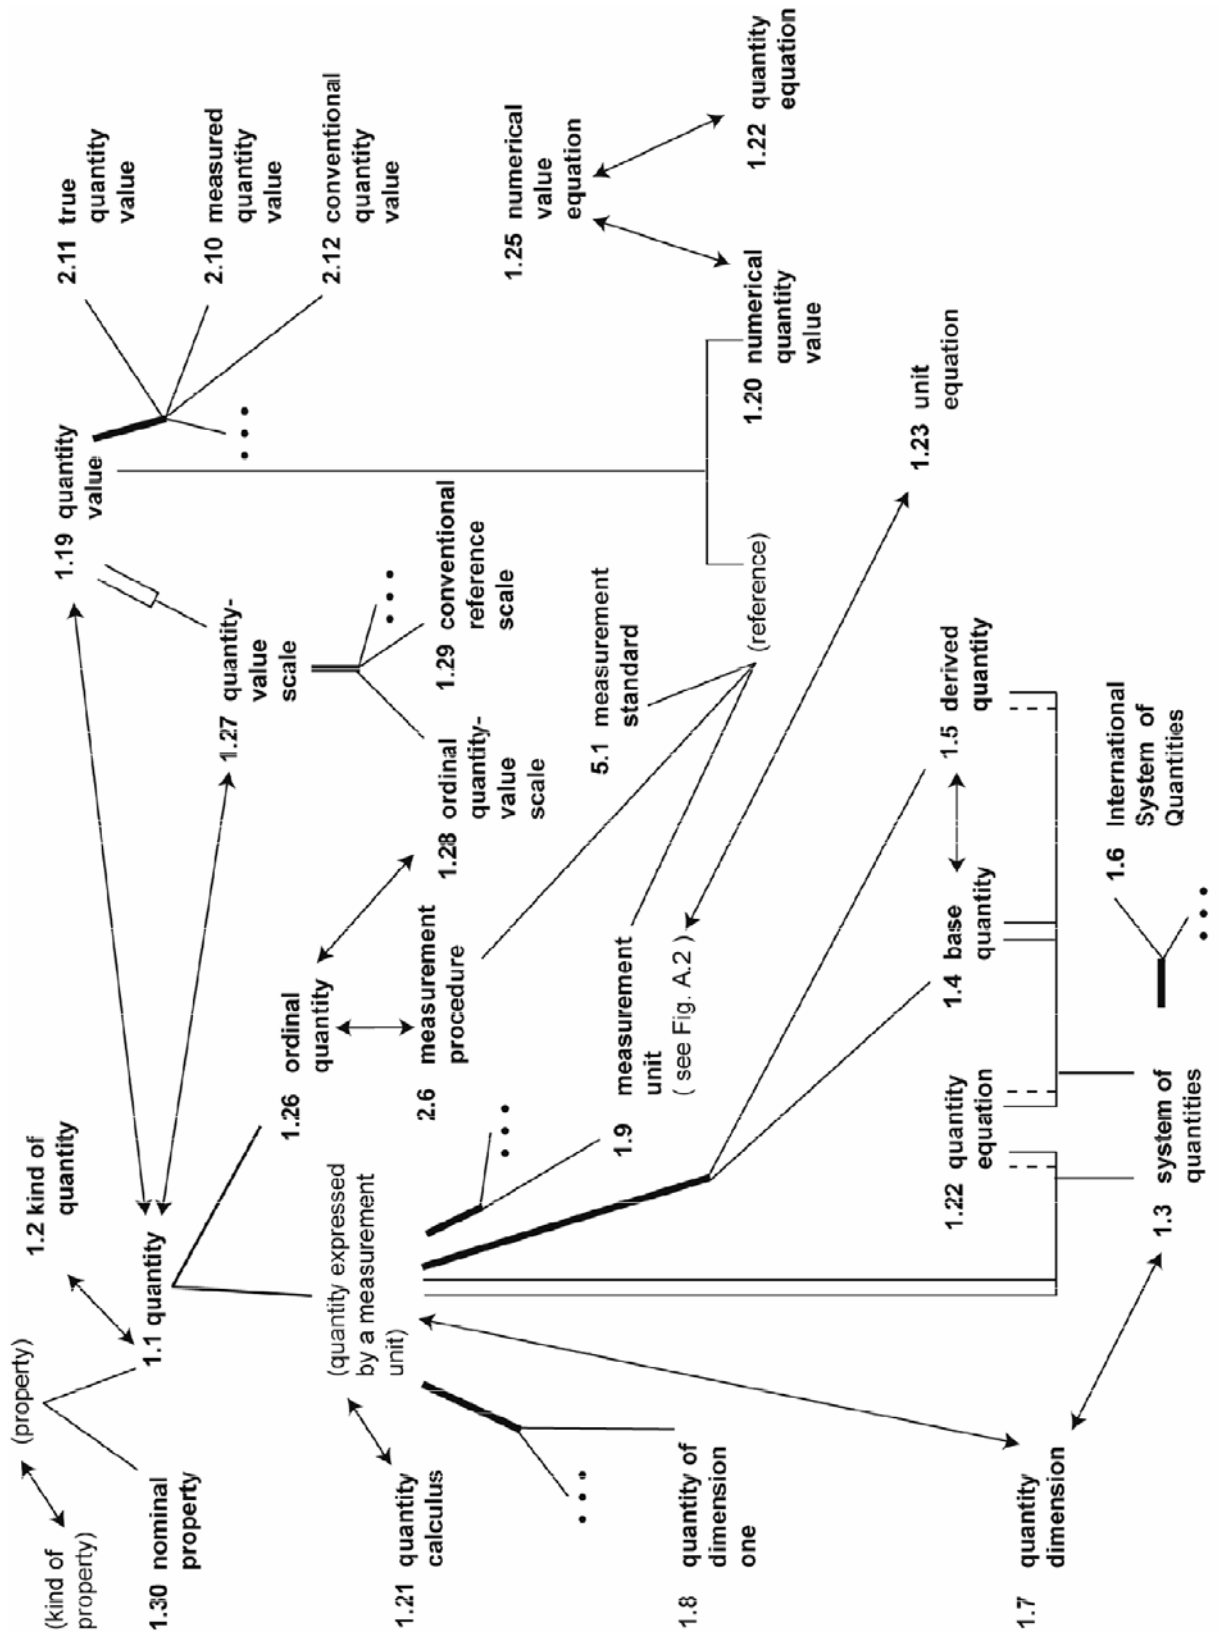 (kind of
property)
(property)
1.30 nominal
property
1.1 quantity
1.2 kind of
quantity
1.19 quantity
value
2.11 true
quantity
value
2.10 measured
quantity
value
2.12 conventional
quantity
value
1.27 quantity-
value
scale
1.26 ordinal
quantity
(quantity expressed
by a measurement
unit)
1.21 quantity
calculus
2.6 measurement
procedure
1.28 ordinal
quantity-
value
scale
1.29 conventional
reference
scale
1.25 numerical
value
equation
5.1 measurement
standard
1.9 measurement
unit
( see Fig. A.2 )
1.8 quantity of
dimension
one
(reference)
1.20 numerical
quantity
value
1.22 quantity
equation
1.23 unit
equation
1.22 quantity
equation
1.4 base
quantity
1.5 derived
quantity
1.7 quantity
dimension
1.3 system of
quantities
1.6 International
System of
Quantities